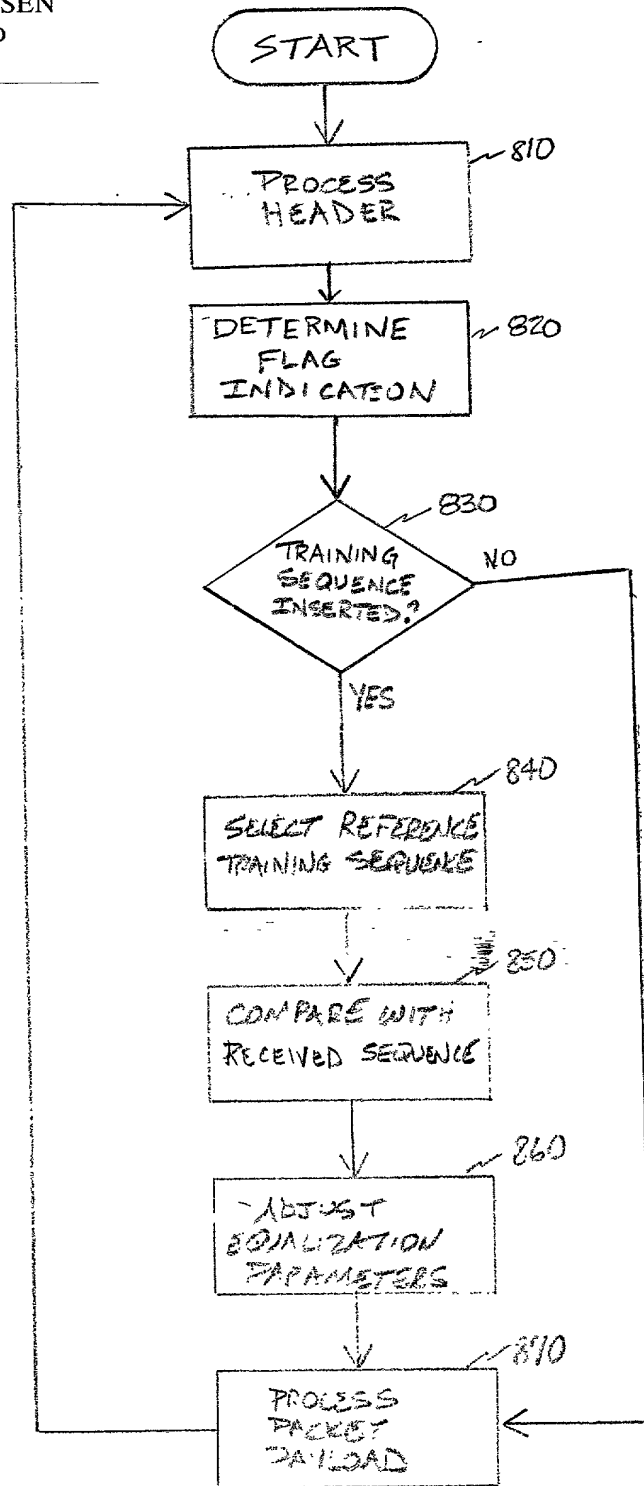 SEN
START
810
PROCESS
HEADER
820
DETERMINE
FLAG
INDICATION
830
TRAINING
SEQUENCE
INSERTED?
NO
YES
840
SELECT REFERENCE
TRAINING SEQUENCE
850
COMPARE WITH
RECEIVED SEQUENCE
860
ADJUST
EQUALIZATION
PARAMETERS
870
PROCESS
PACKET
PAYLOAD